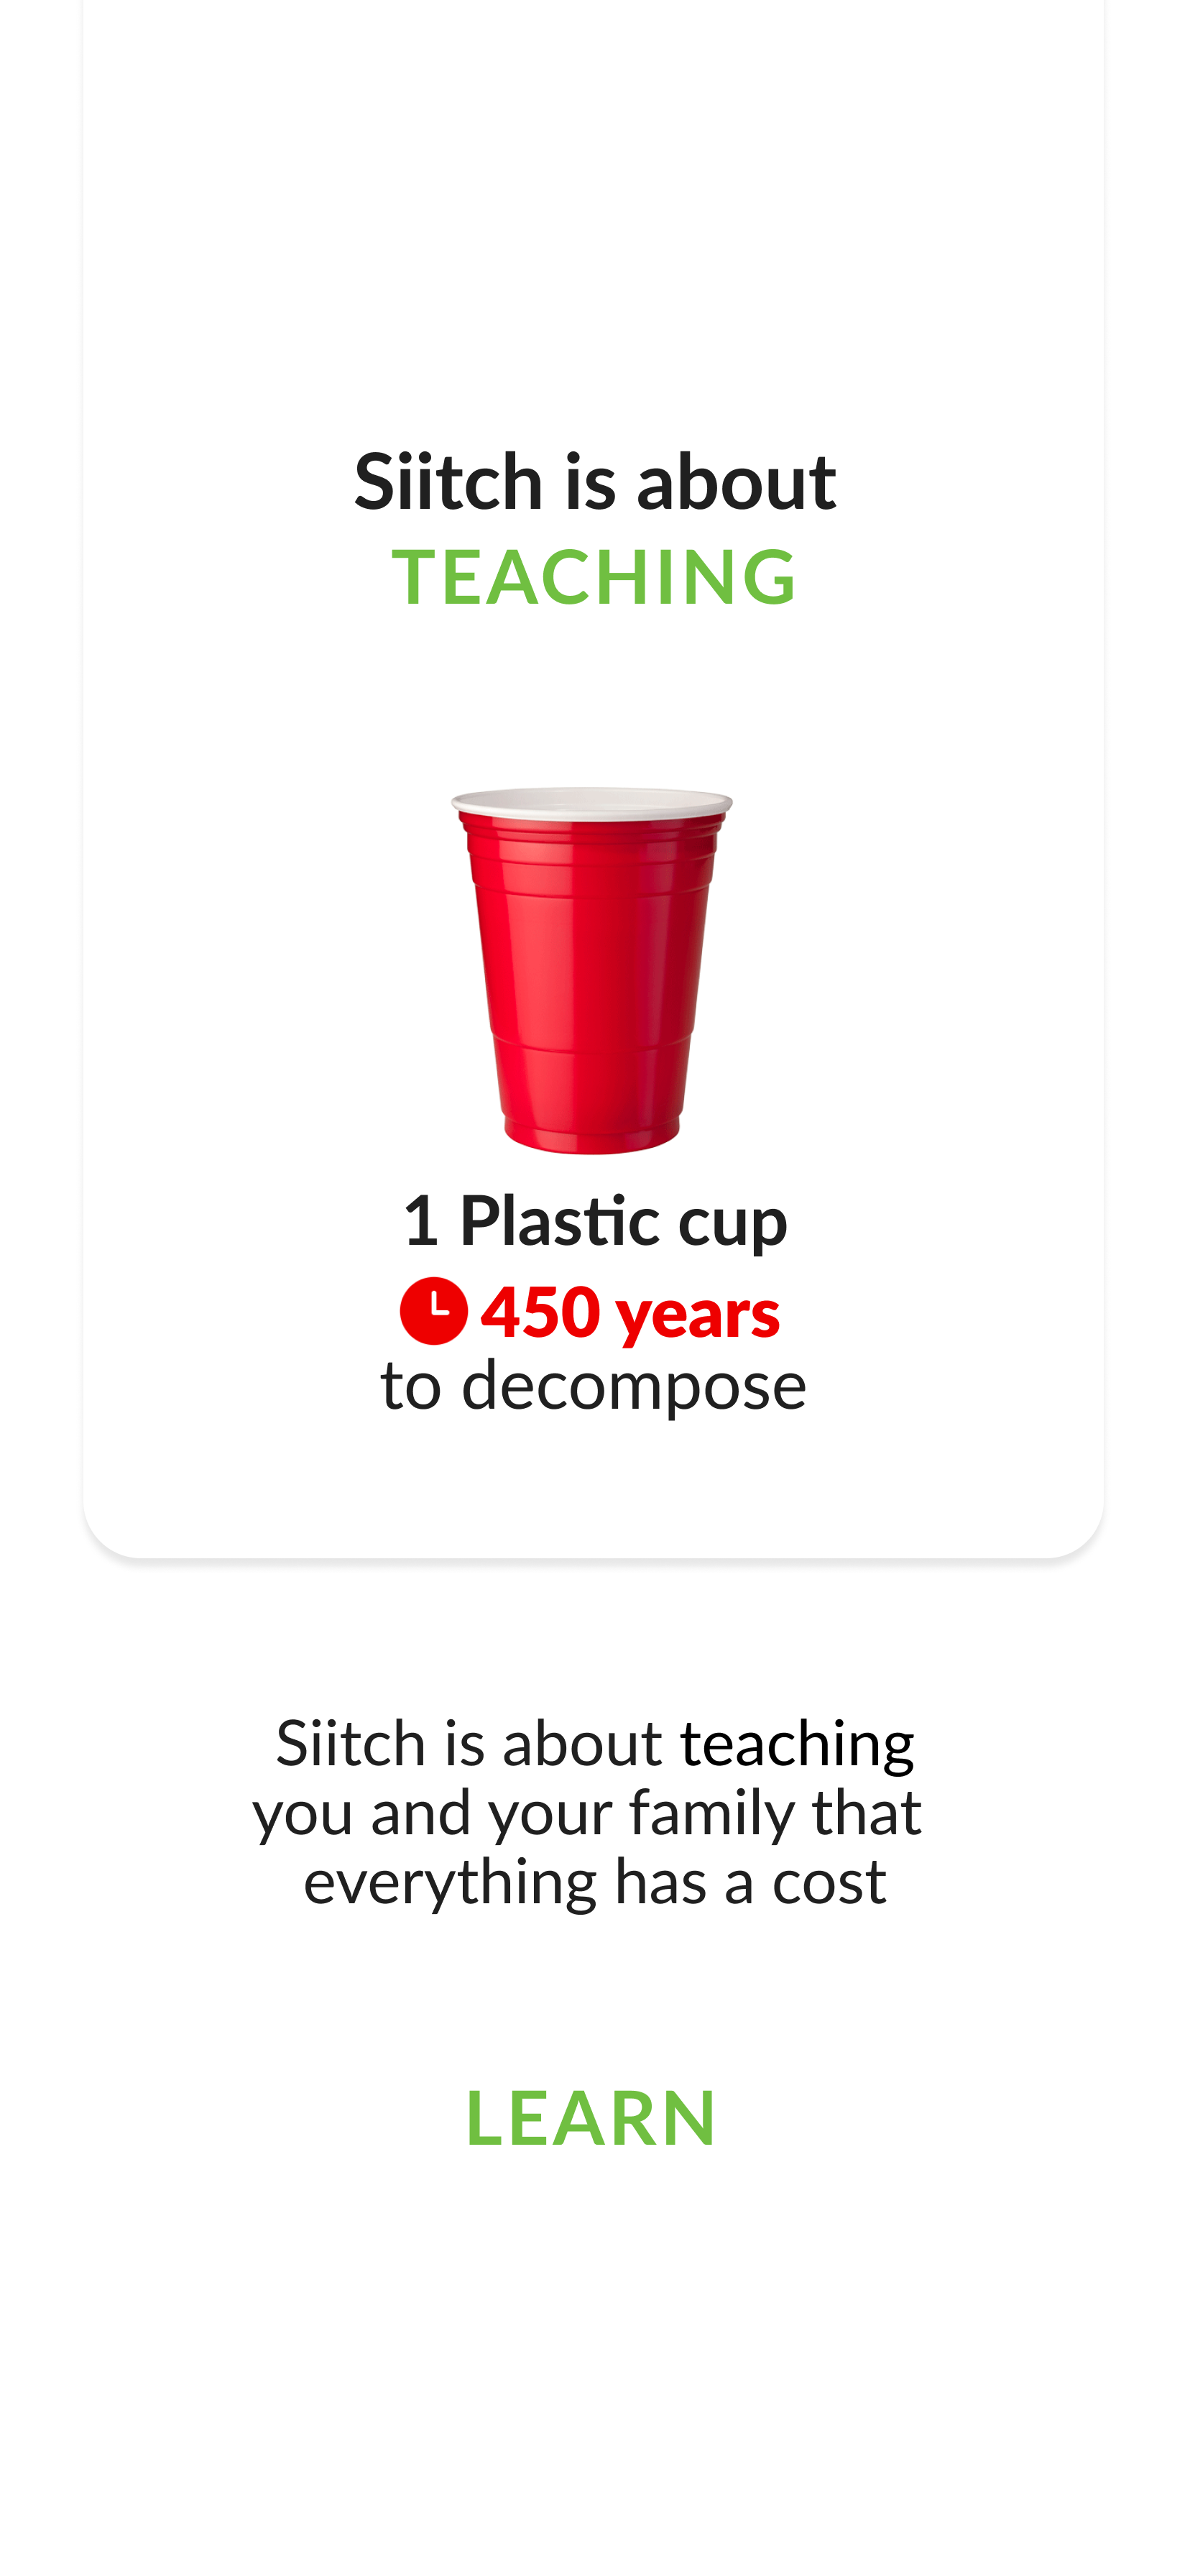 Siitch is about
TEACHING
1 Plastic cup
450 years
to decompose
Siitch is about teaching
you and your family that
everything has a cost
LEARN